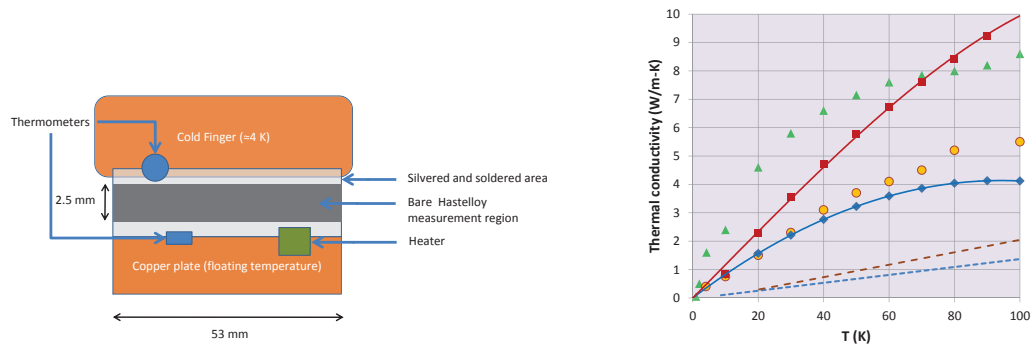 Thermometers
Cold Finger (≈4 K)
Silvered and soldered area
2.5 mm
Bare Hastelloy
measurement region
Heater
Copper plate (floating temperature)
53 mm
Thermal conductivity (W/m-K)
10
9
8
7
6
5
4
3
2
1
0
0 20 40 60 80 100
T (K)